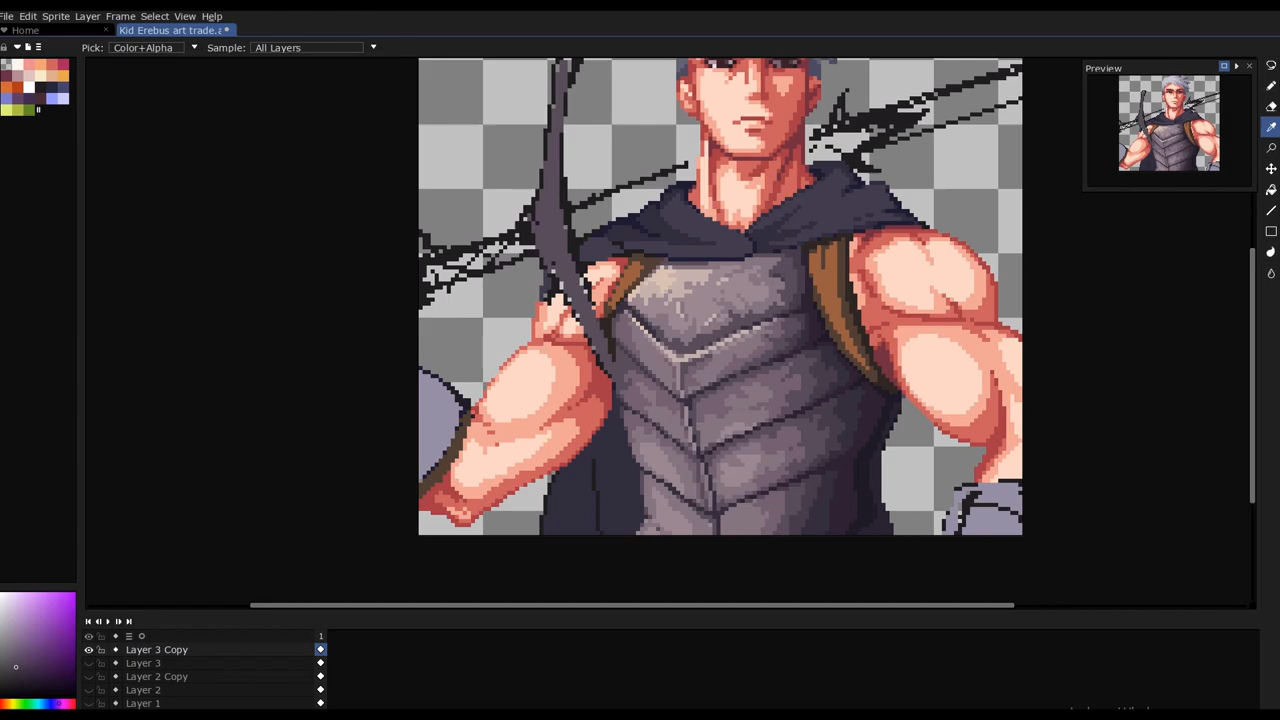 File Edit Sprite Layer Frame Select View Help
Home × Kid Erebus art trade.a
Pick: Color+Alpha Sample: All Layers
Preview
1
Layer 3 Copy
Layer 3
Layer 2 Copy
Layer 2
Layer 1